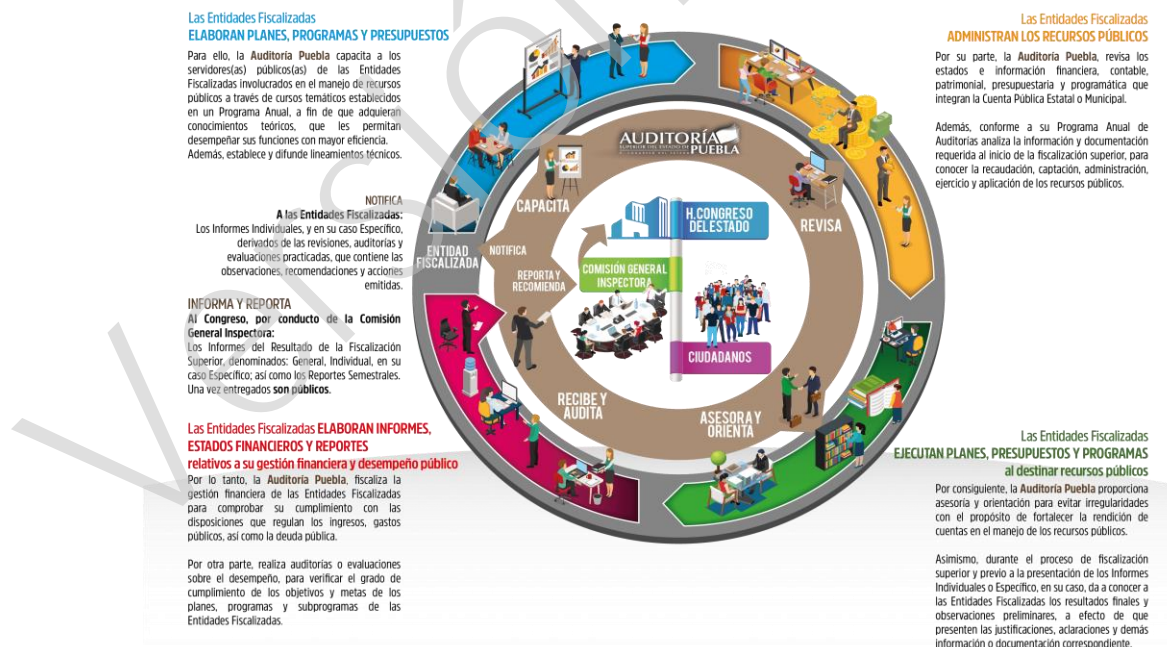 Las Entidades Fiscalizadas
ELABORAN PLANES, PROGRAMAS Y PRESUPUESTOS
Para ello, la Auditoría Puebla capacita a los
servidores(as) públicos(as) de las Entidades
Fiscalizadas involucrados en el manejo de recursos
públicos a través de cursos temáticos establecidos
en un Programa Anual, a fin de que adquieran
conocimientos teóricos, que les permitan
desempeñar sus funciones con mayor eficiencia.
Además, establece y difunde lineamientos técnicos.
NOTIFICA
A las Entidades Fiscalizadas:
Los Informes Individuales, y en su caso Específico,
derivados de las revisiones, auditorías y
evaluaciones practicadas, que contiene las
observaciones, recomendaciones y acciones
emitidas.
INFORMA Y REPORTA
Al Congreso, por conducto de la Comisión
General Inspectora:
Los Informes del Resultado de la Fiscalización
Superior, denominados: General, Individual, en su
caso Específico; así como los Reportes Semestrales.
Una vez entregados son públicos.
Las Entidades Fiscalizadas ELABORAN INFORMES,
ESTADOS FINANCIEROS Y REPORTES
relativos a su gestión financiera y desempeño público
Por lo tanto, la Auditoría Puebla, fiscaliza la
gestión financiera de las Entidades Fiscalizadas
para comprobar su cumplimiento con las
disposiciones que regulan los ingresos, gastos
públicos, así como la deuda pública.
Por otra parte, realiza auditorías o evaluaciones
sobre el desempeño, para verificar el grado de
cumplimiento de los objetivos y metas de los
planes, programas y subprogramas de las
Entidades Fiscalizadas.
AUDITORÍA
PUEBLA
CAPACITA
REVISA
H.CONGRESO
DEL ESTADO
ENTIDAD
FISCALIZADA
NOTIFICA
REPORTA Y
RECOMIENDA
COMISIÓN GENERAL
INSPECTORA
CIUDADANOS
RECIBE Y
AUDITA
ASESORA Y
ORIENTA
Las Entidades Fiscalizadas
ADMINISTRAN LOS RECURSOS PÚBLICOS
Por su parte, la Auditoría Puebla, revisa los
estados e información financiera, contable,
patrimonial, presupuestaria y programática que
integran la Cuenta Pública Estatal o Municipal.
Además, conforme a su Programa Anual de
Auditorías analiza la información y documentación
requerida al inicio de la fiscalización superior, para
conocer la recaudación, captación, administración,
ejercicio y aplicación de los recursos públicos.
Las Entidades Fiscalizadas
EJECUTAN PLANES, PRESUPUESTOS Y PROGRAMAS
al destinar recursos públicos
Por consiguiente, la Auditoría Puebla proporciona
asesoría y orientación para evitar irregularidades
con el propósito de fortalecer la rendición de
cuentas en el manejo de los recursos públicos.
Asimismo, durante el proceso de fiscalización
superior y previo a la presentación de los Informes
Individuales o Específico, en su caso, da a conocer a
las Entidades Fiscalizadas los resultados finales y
observaciones preliminares, a efecto de que
presenten las justificaciones, aclaraciones y demás
información o documentación correspondiente.